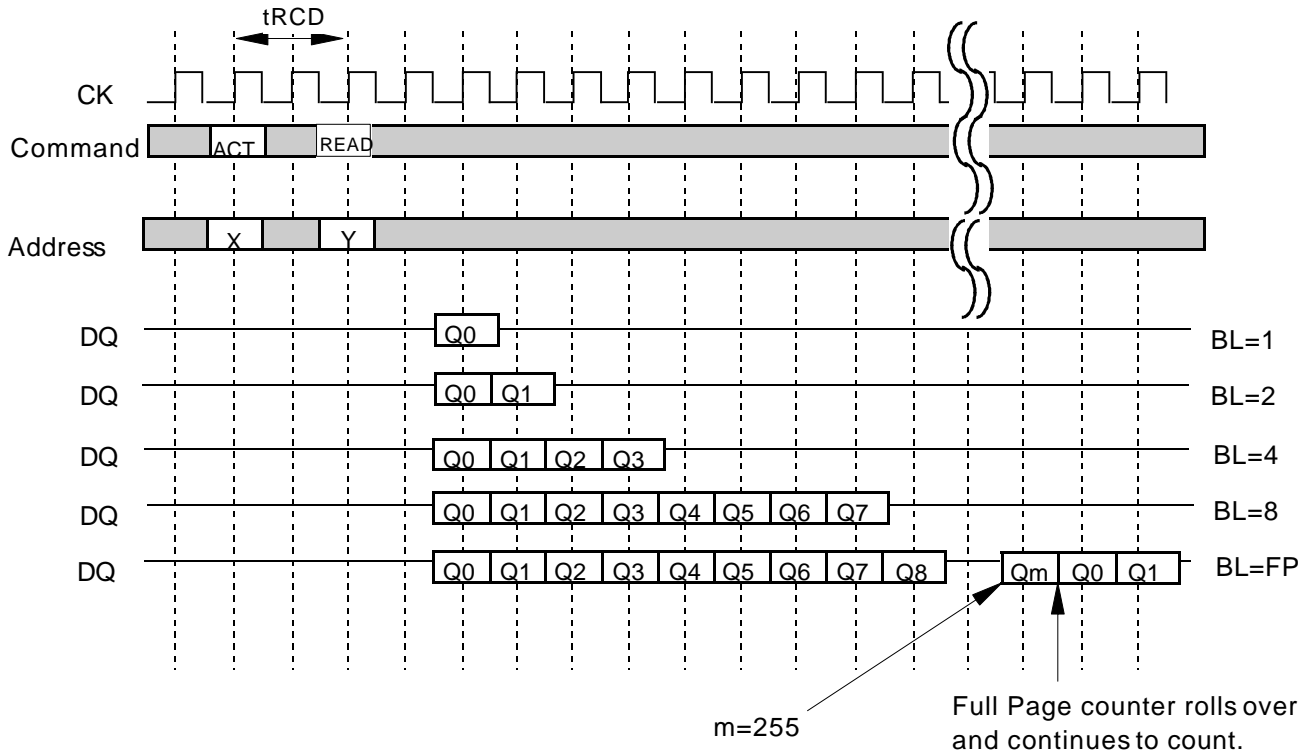 tRCD
CK
Command ACT READ
Address X Y
DQ Q0 BL=1
DQ Q0 Q1 BL=2
DQ Q0 Q1 Q2 Q3 BL=4
DQ Q0 Q1 Q2 Q3 Q4 Q5 Q6 Q7 BL=8
DQ Q0 Q1 Q2 Q3 Q4 Q5 Q6 Q7 Q8 Qm Q0 Q1 BL=FP
m=255
Full Page counter rolls over
and continues to count.